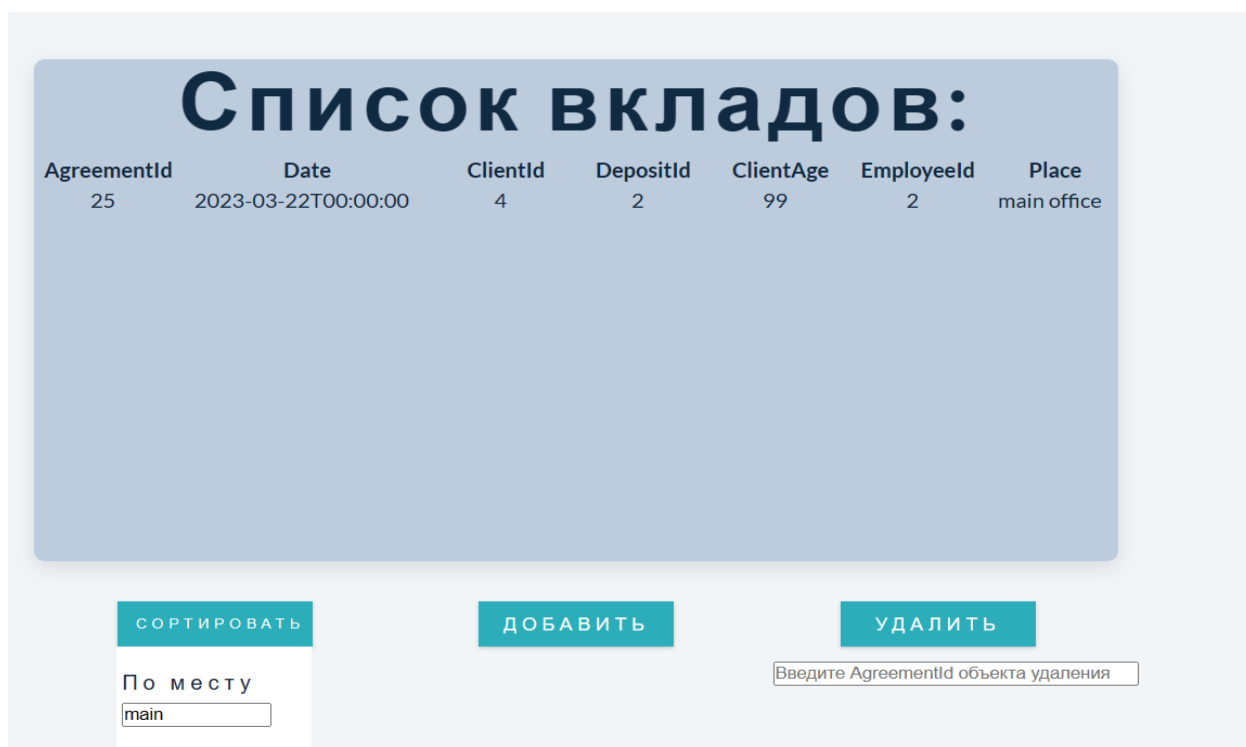 Список вкладов:
AgreementId Date ClientId DepositId ClientAge EmployeeId Place
25 2023-03-22T00:00:00 4 2 99 2 main office
СОРТИРОВАТЬ ДОБАВИТЬ УДАЛИТЬ
Введите AgreementId объекта удаления
По месту
main